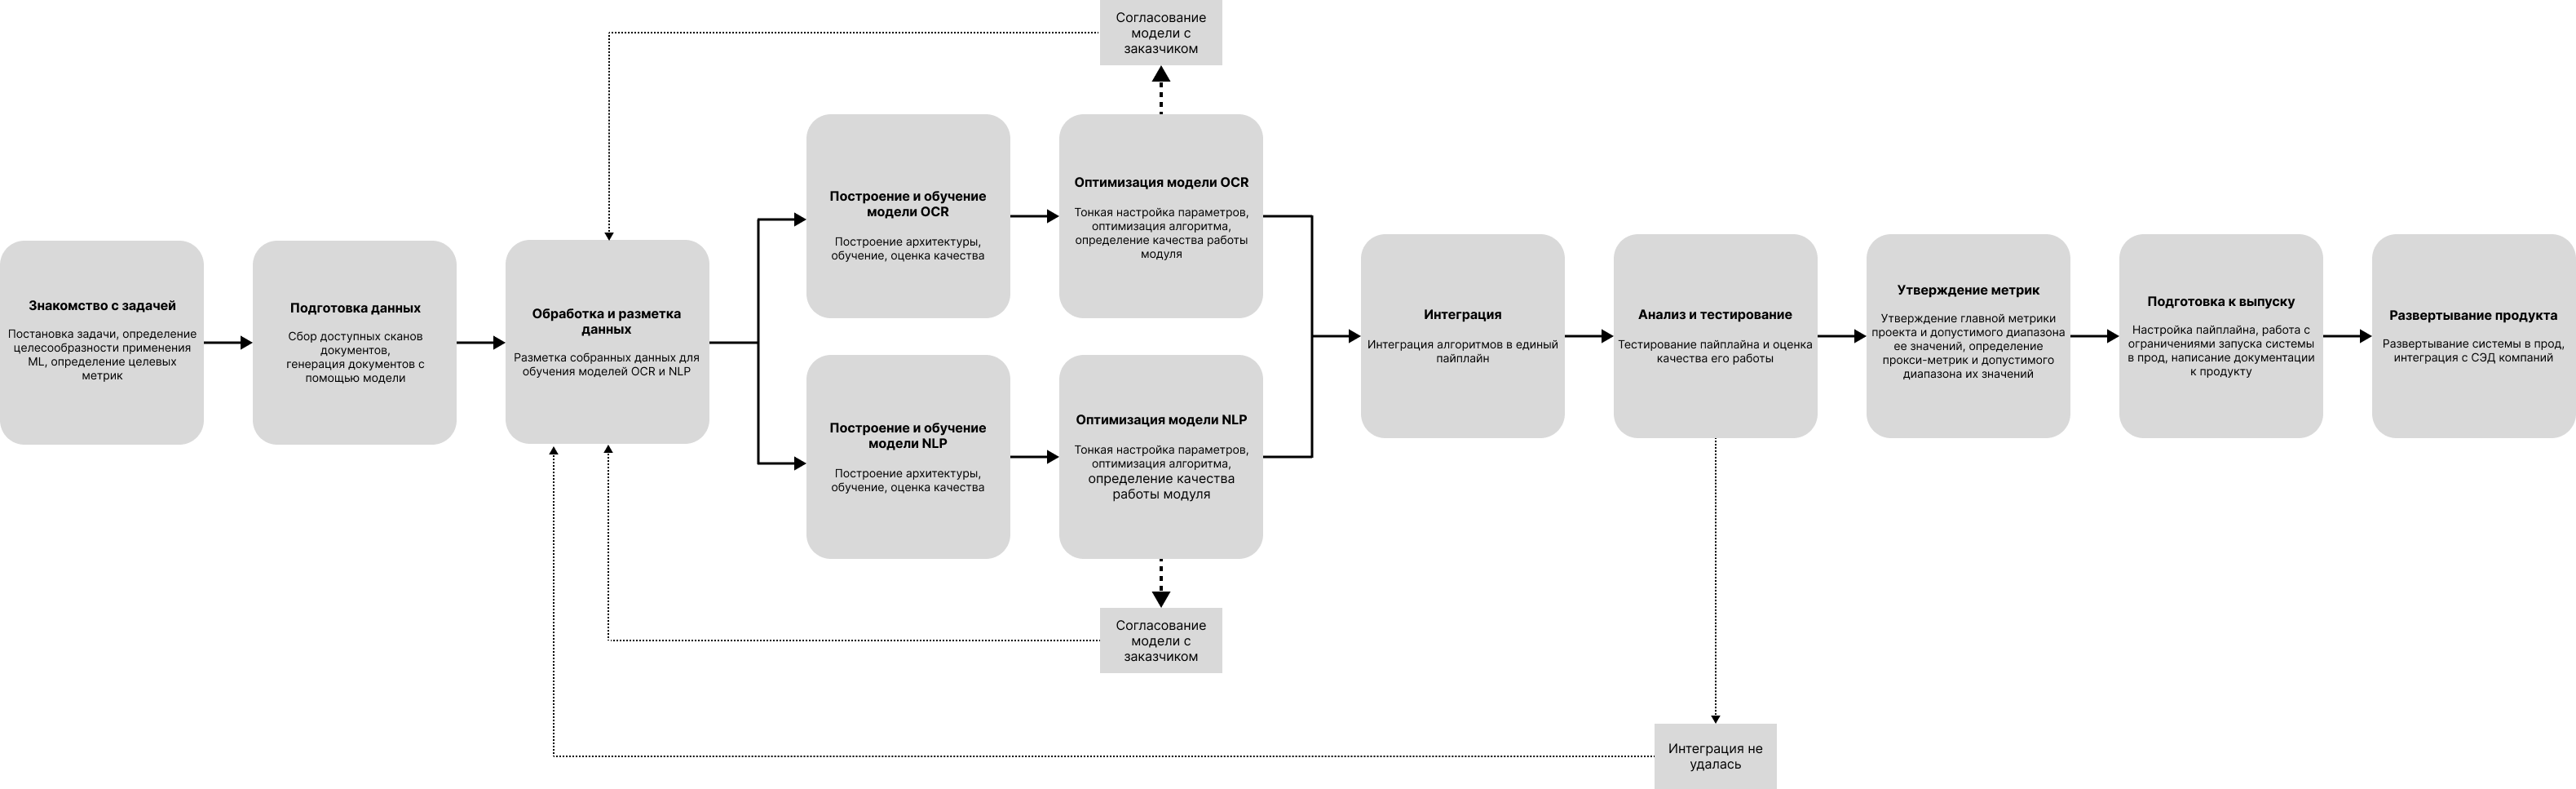 Согласование
модели с
заказчиком
Знакомство с задачей
Постановка задачи, определение
целесообразности применения
ML, определение целевых
метрик
Подготовка данных
Сбор доступных сканов
документов,
генерация документов с
помощью модели
Обработка и разметка
данных
Разметка собранных данных для
обучения моделей OCR и NLP
Построение и обучение
модели OCR
Построение архитектуры,
обучение, оценка качества
Оптимизация модели OCR
Тонкая настройка параметров,
оптимизация алгоритма,
определение качества работы
модуля
Построение и обучение
модели NLP
Построение архитектуры,
обучение, оценка качества
Оптимизация модели NLP
Тонкая настройка параметров,
оптимизация алгоритма,
определение качества
работы модуля
Согласование
модели с
заказчиком
Интеграция
Интеграция алгоритмов в единый
пайплайн
Анализ и тестирование
Тестирование пайплайна и оценка
качества его работы
Утверждение метрик
Утверждение главной метрики
проекта и допустимого диапазона
ее значений, определение
прокси-метрик и допустимого
диапазона их значений
Подготовка к выпуску
Настройка пайплайна, работа с
ограничениями запуска системы
в прод, написание документации
к продукту
Развертывание продукта
Развертывание системы в прод,
интеграция с СЭД компаний
Интеграция не
удалась